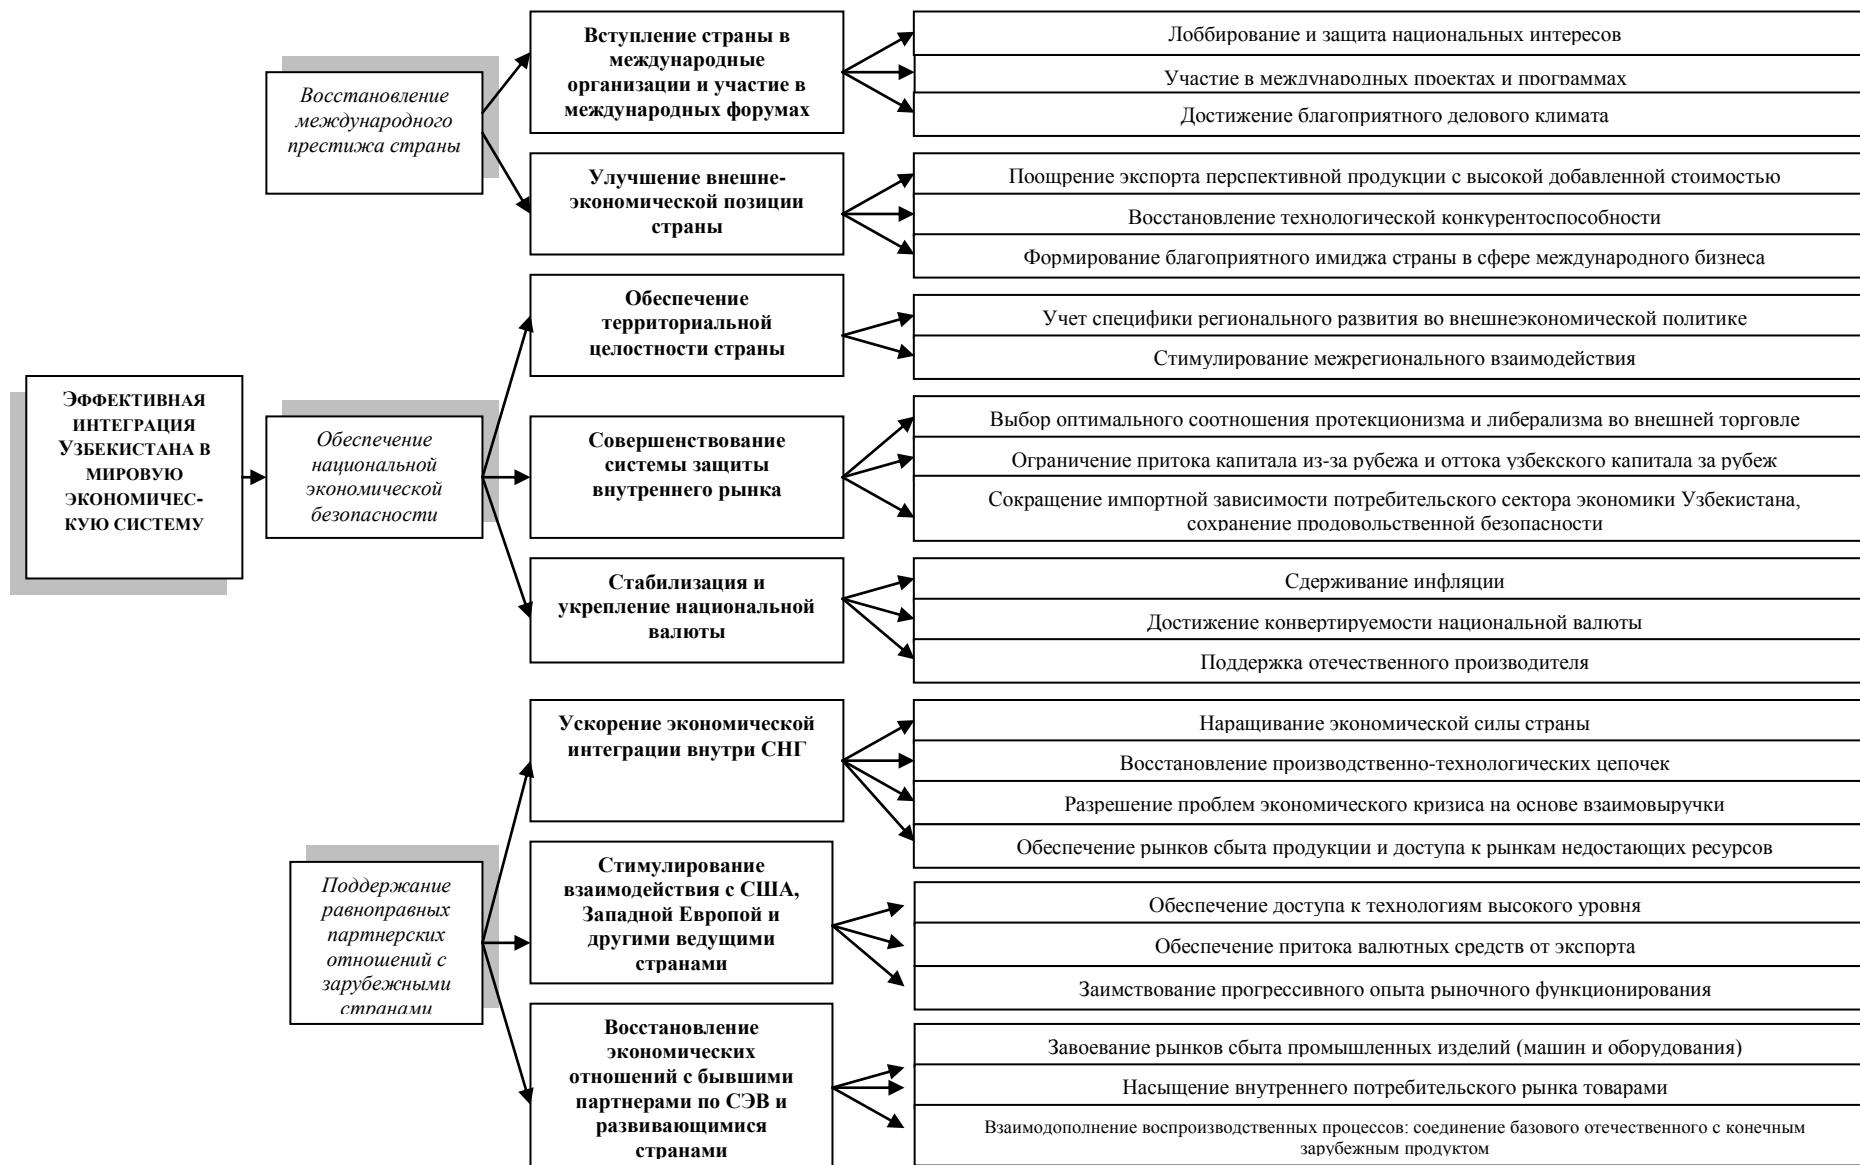 Эффективная
интеграция
Узбекистана в
мировую
экономичес-
кую систему
Восстановление
международного
престижа страны
Вступление страны в
международные
организации и участие в
международных форумах
Лоббирование и защита национальных интересов
Участие в международных проектах и программах
Достижение благоприятного делового климата
Улучшение внешне-
экономической позиции
страны
Поощрение экспорта перспективной продукции с высокой добавленной стоимостью
Восстановление технологической конкурентоспособности
Формирование благоприятного имиджа страны в сфере международного бизнеса
Обеспечение
национальной
экономической
безопасности
Обеспечение
территориальной
целостности страны
Учет специфики регионального развития во внешнеэкономической политике
Стимулирование межрегионального взаимодействия
Совершенствование
системы защиты
внутреннего рынка
Выбор оптимального соотношения протекционизма и либерализма во внешней торговле
Ограничение притока капитала из-за рубежа и оттока узбекского капитала за рубеж
Сокращение импортной зависимости потребительского сектора экономики Узбекистана,
сохранение продовольственной безопасности
Стабилизация и
укрепление национальной
валюты
Сдерживание инфляции
Достижение конвертируемости национальной валюты
Поддержка отечественного производителя
Поддержание
равноправных
партнерских
отношений с
зарубежными
странами
Ускорение экономической
интеграции внутри СНГ
Наращивание экономической силы страны
Восстановление производственно-технологических цепочек
Разрешение проблем экономического кризиса на основе взаимовыручки
Обеспечение рынков сбыта продукции и доступа к рынкам недостающих ресурсов
Стимулирование
взаимодействия с США,
Западной Европой и
другими ведущими
странами
Обеспечение доступа к технологиям высокого уровня
Обеспечение притока валютных средств от экспорта
Заимствование прогрессивного опыта рыночного функционирования
Восстановление
экономических
отношений с бывшими
партнерами по СЭВ и
развивающимися
странами
Завоевание рынков сбыта промышленных изделий (машин и оборудования)
Насыщение внутреннего потребительского рынка товарами
Взаимодополнение воспроизводственных процессов: соединение базового отечественного с конечным
зарубежным продуктом